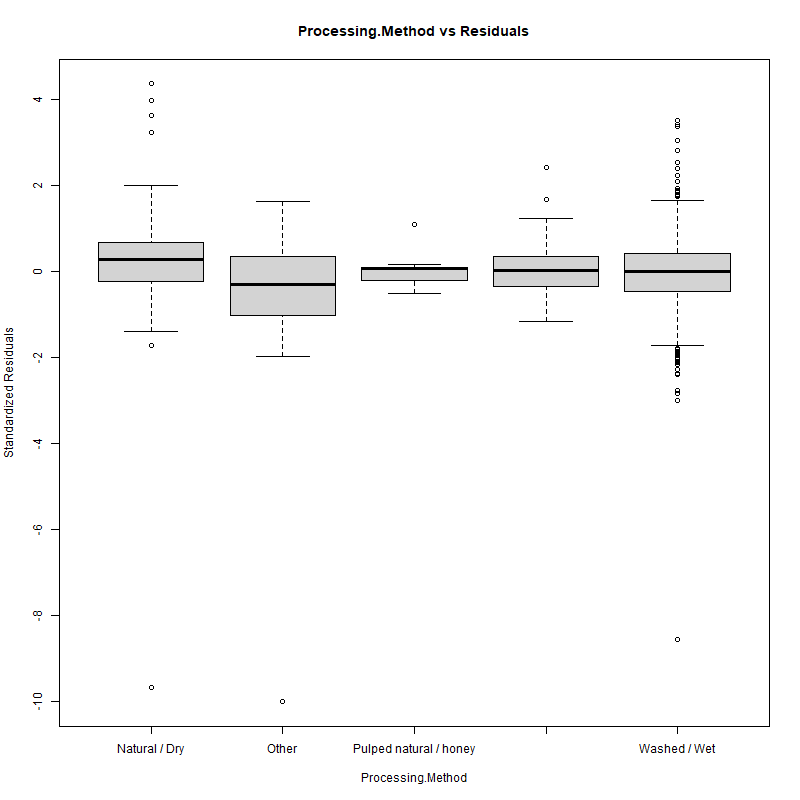 Processing.Method vs Residuals
Standardized Residuals
4
2
0
-2
-4
-6
-8
-10
Natural / Dry Other Pulped natural / honey Washed / Wet
Processing.Method